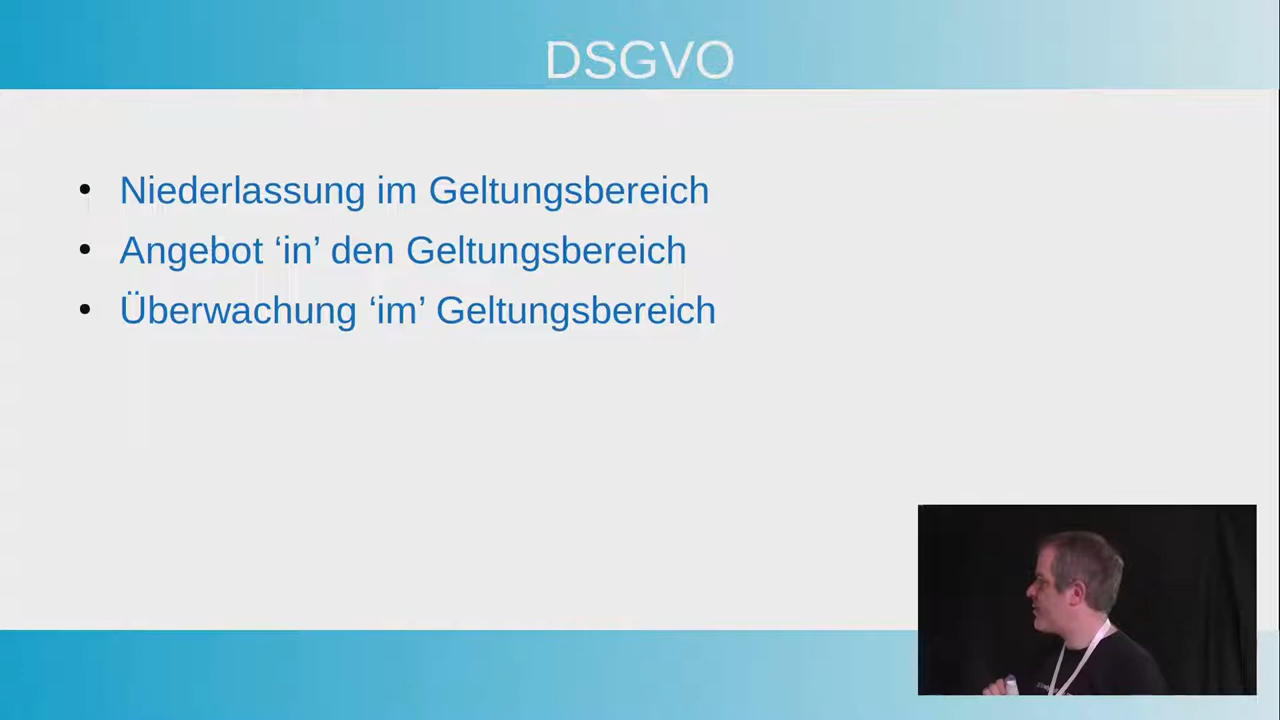 DSGVO
• Niederlassung im Geltungsbereich
• Angebot ‘in’ den Geltungsbereich
• Überwachung ‘im’ Geltungsbereich